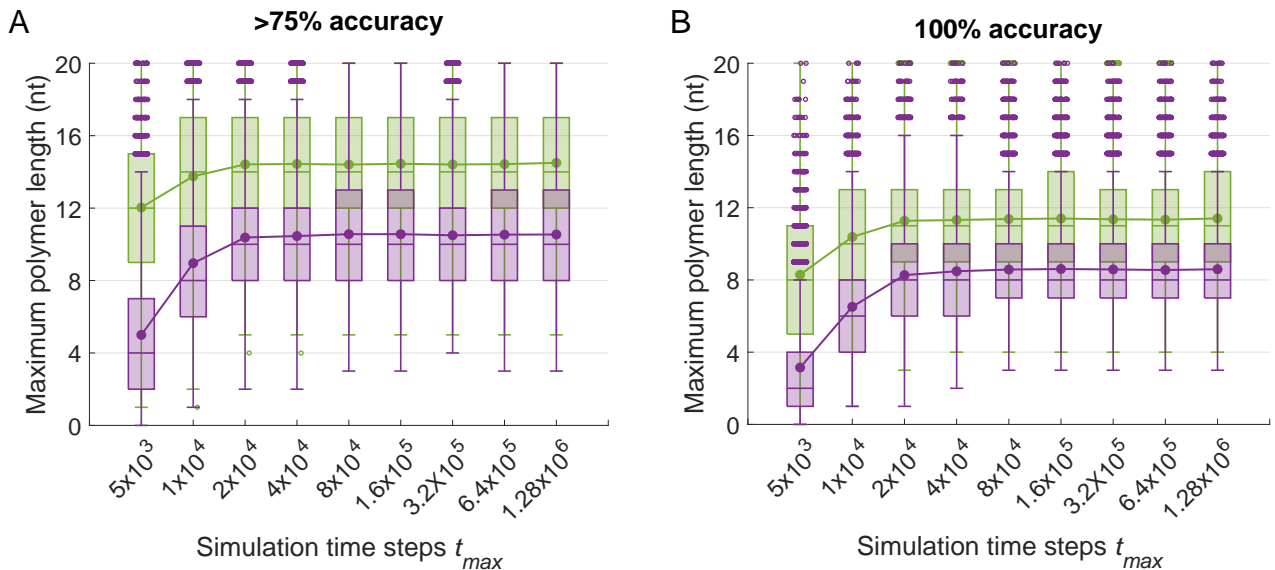 A
>75% accuracy
Maximum polymer length (nt)
20
16
12
8
4
0
5x10^3
1x10^4
2x10^4
4x10^4
8x10^4
1.6x10^5
3.2X10^5
6.4x10^5
1.28x10^6
Simulation time steps t_max
B
100% accuracy
Maximum polymer length (nt)
20
16
12
8
4
0
5x10^3
1x10^4
2x10^4
4x10^4
8x10^4
1.6x10^5
3.2X10^5
6.4x10^5
1.28x10^6
Simulation time steps t_max